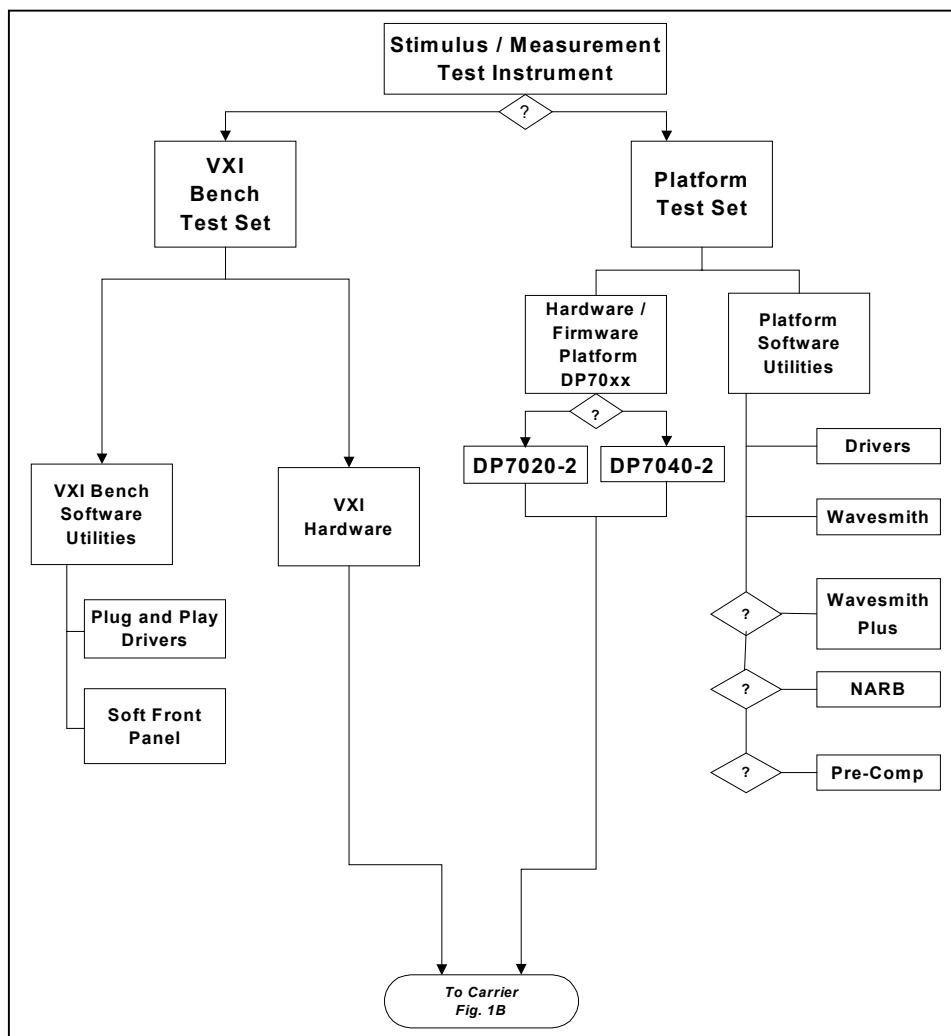 Stimulus / Measurement
Test Instrument
?
VXI
Bench
Test Set
Platform
Test Set
Hardware /
Firmware
Platform
DP70xx
Platform
Software
Utilities
?
DP7020-2
DP7040-2
Drivers
VXI Bench
Software
Utilities
VXI
Hardware
Wavesmith
?
Wavesmith
Plus
Plug and Play
Drivers
?
NARB
Soft Front
Panel
?
Pre-Comp
To Carrier
Fig. 1B